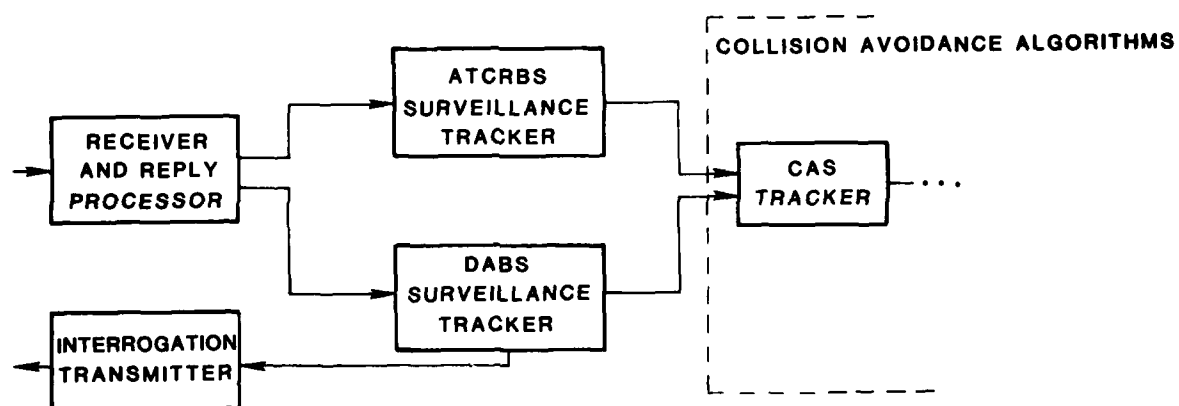 COLLISION AVOIDANCE ALGORITHMS
ATCRBS
SURVEILLANCE
TRACKER
RECEIVER
AND REPLY
PROCESSOR
CAS
TRACKER
DABS
SURVEILLANCE
TRACKER
INTERROGATION
TRANSMITTER